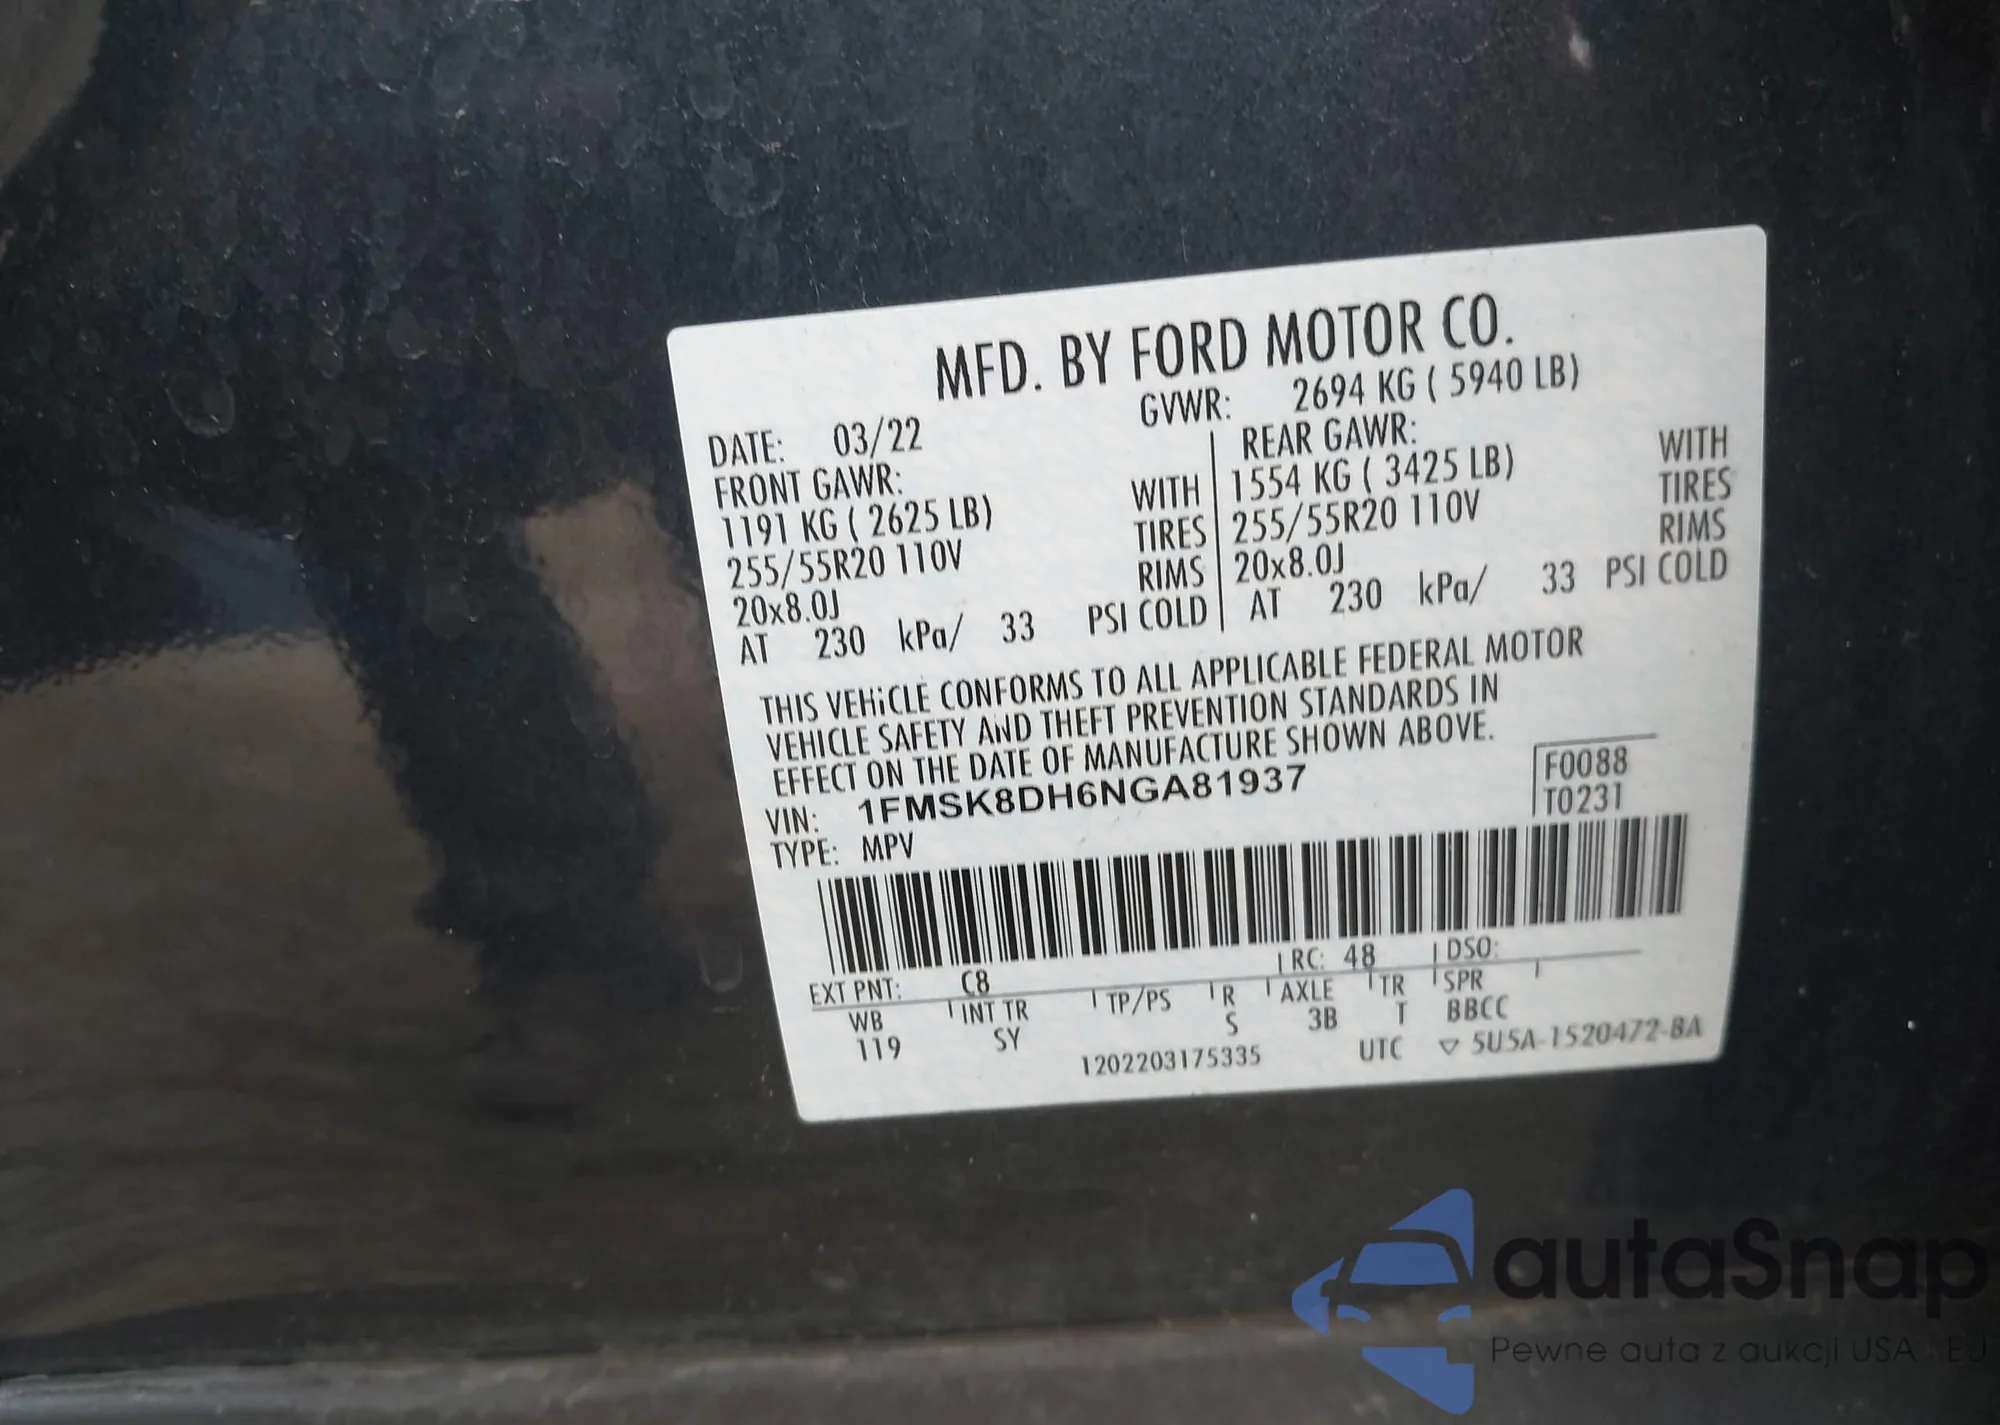 MFD. BY FORD MOTOR CO.
DATE: 03/22 GVWR: 2694 KG ( 5940 LB)
FRONT GAWR: REAR GAWR:
1191 KG ( 2625 LB) WITH 1554 KG ( 3425 LB) WITH
255/55R20 110V TIRES 255/55R20 110V TIRES
20x8.0J RIMS 20x8.0J RIMS
AT 230 kPa/ 33 PSI COLD AT 230 kPa/ 33 PSI COLD
THIS VEHiCLE CONFORMS TO ALL APPLICABLE FEDERAL MOTOR
VEHICLE SAFETY AND THEFT PREVENTION STANDARDS IN
EFFECT ON THE DATE OF MANUFACTURE SHOWN ABOVE.
VIN: 1FMSK8DH6NGA81937 F0088
TYPE: MPV T0231
EXT PNT: C8 RC: 48 DSO:
WB INT TR TP/PS R AXLE TR SPR
119 SY S 3B T BBCC
1202203175335 UTC ▽ 5U5A-1520472-BA
autaSnap
Pewne auta z aukcji USA i EU